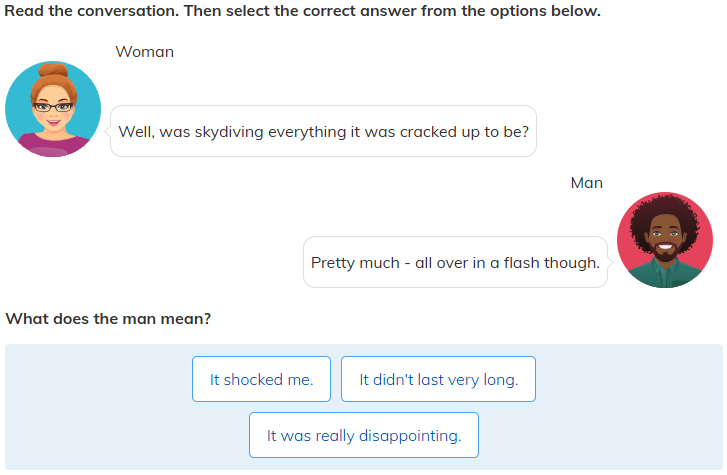 Read the conversation. Then select the correct answer from the options below.
Woman
Well, was skydiving everything it was cracked up to be?
Man
Pretty much - all over in a flash though.
What does the man mean?
It shocked me.
It didn't last very long.
It was really disappointing.